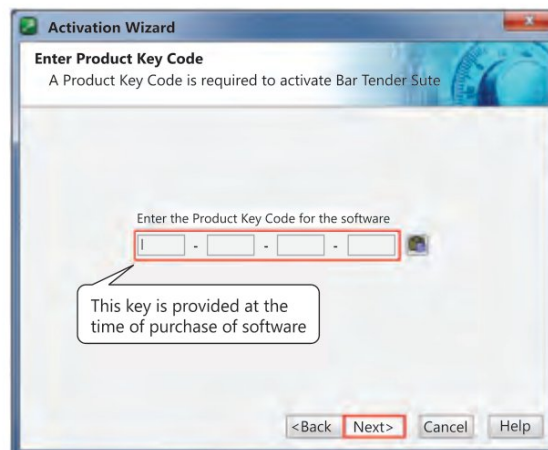 Activation Wizard
Enter Product Key Code
A Product Key Code is required to activate Bar Tender Sute
Enter the Product Key Code for the software
- - -
This key is provided at the
time of purchase of software
<Back Next> Cancel Help